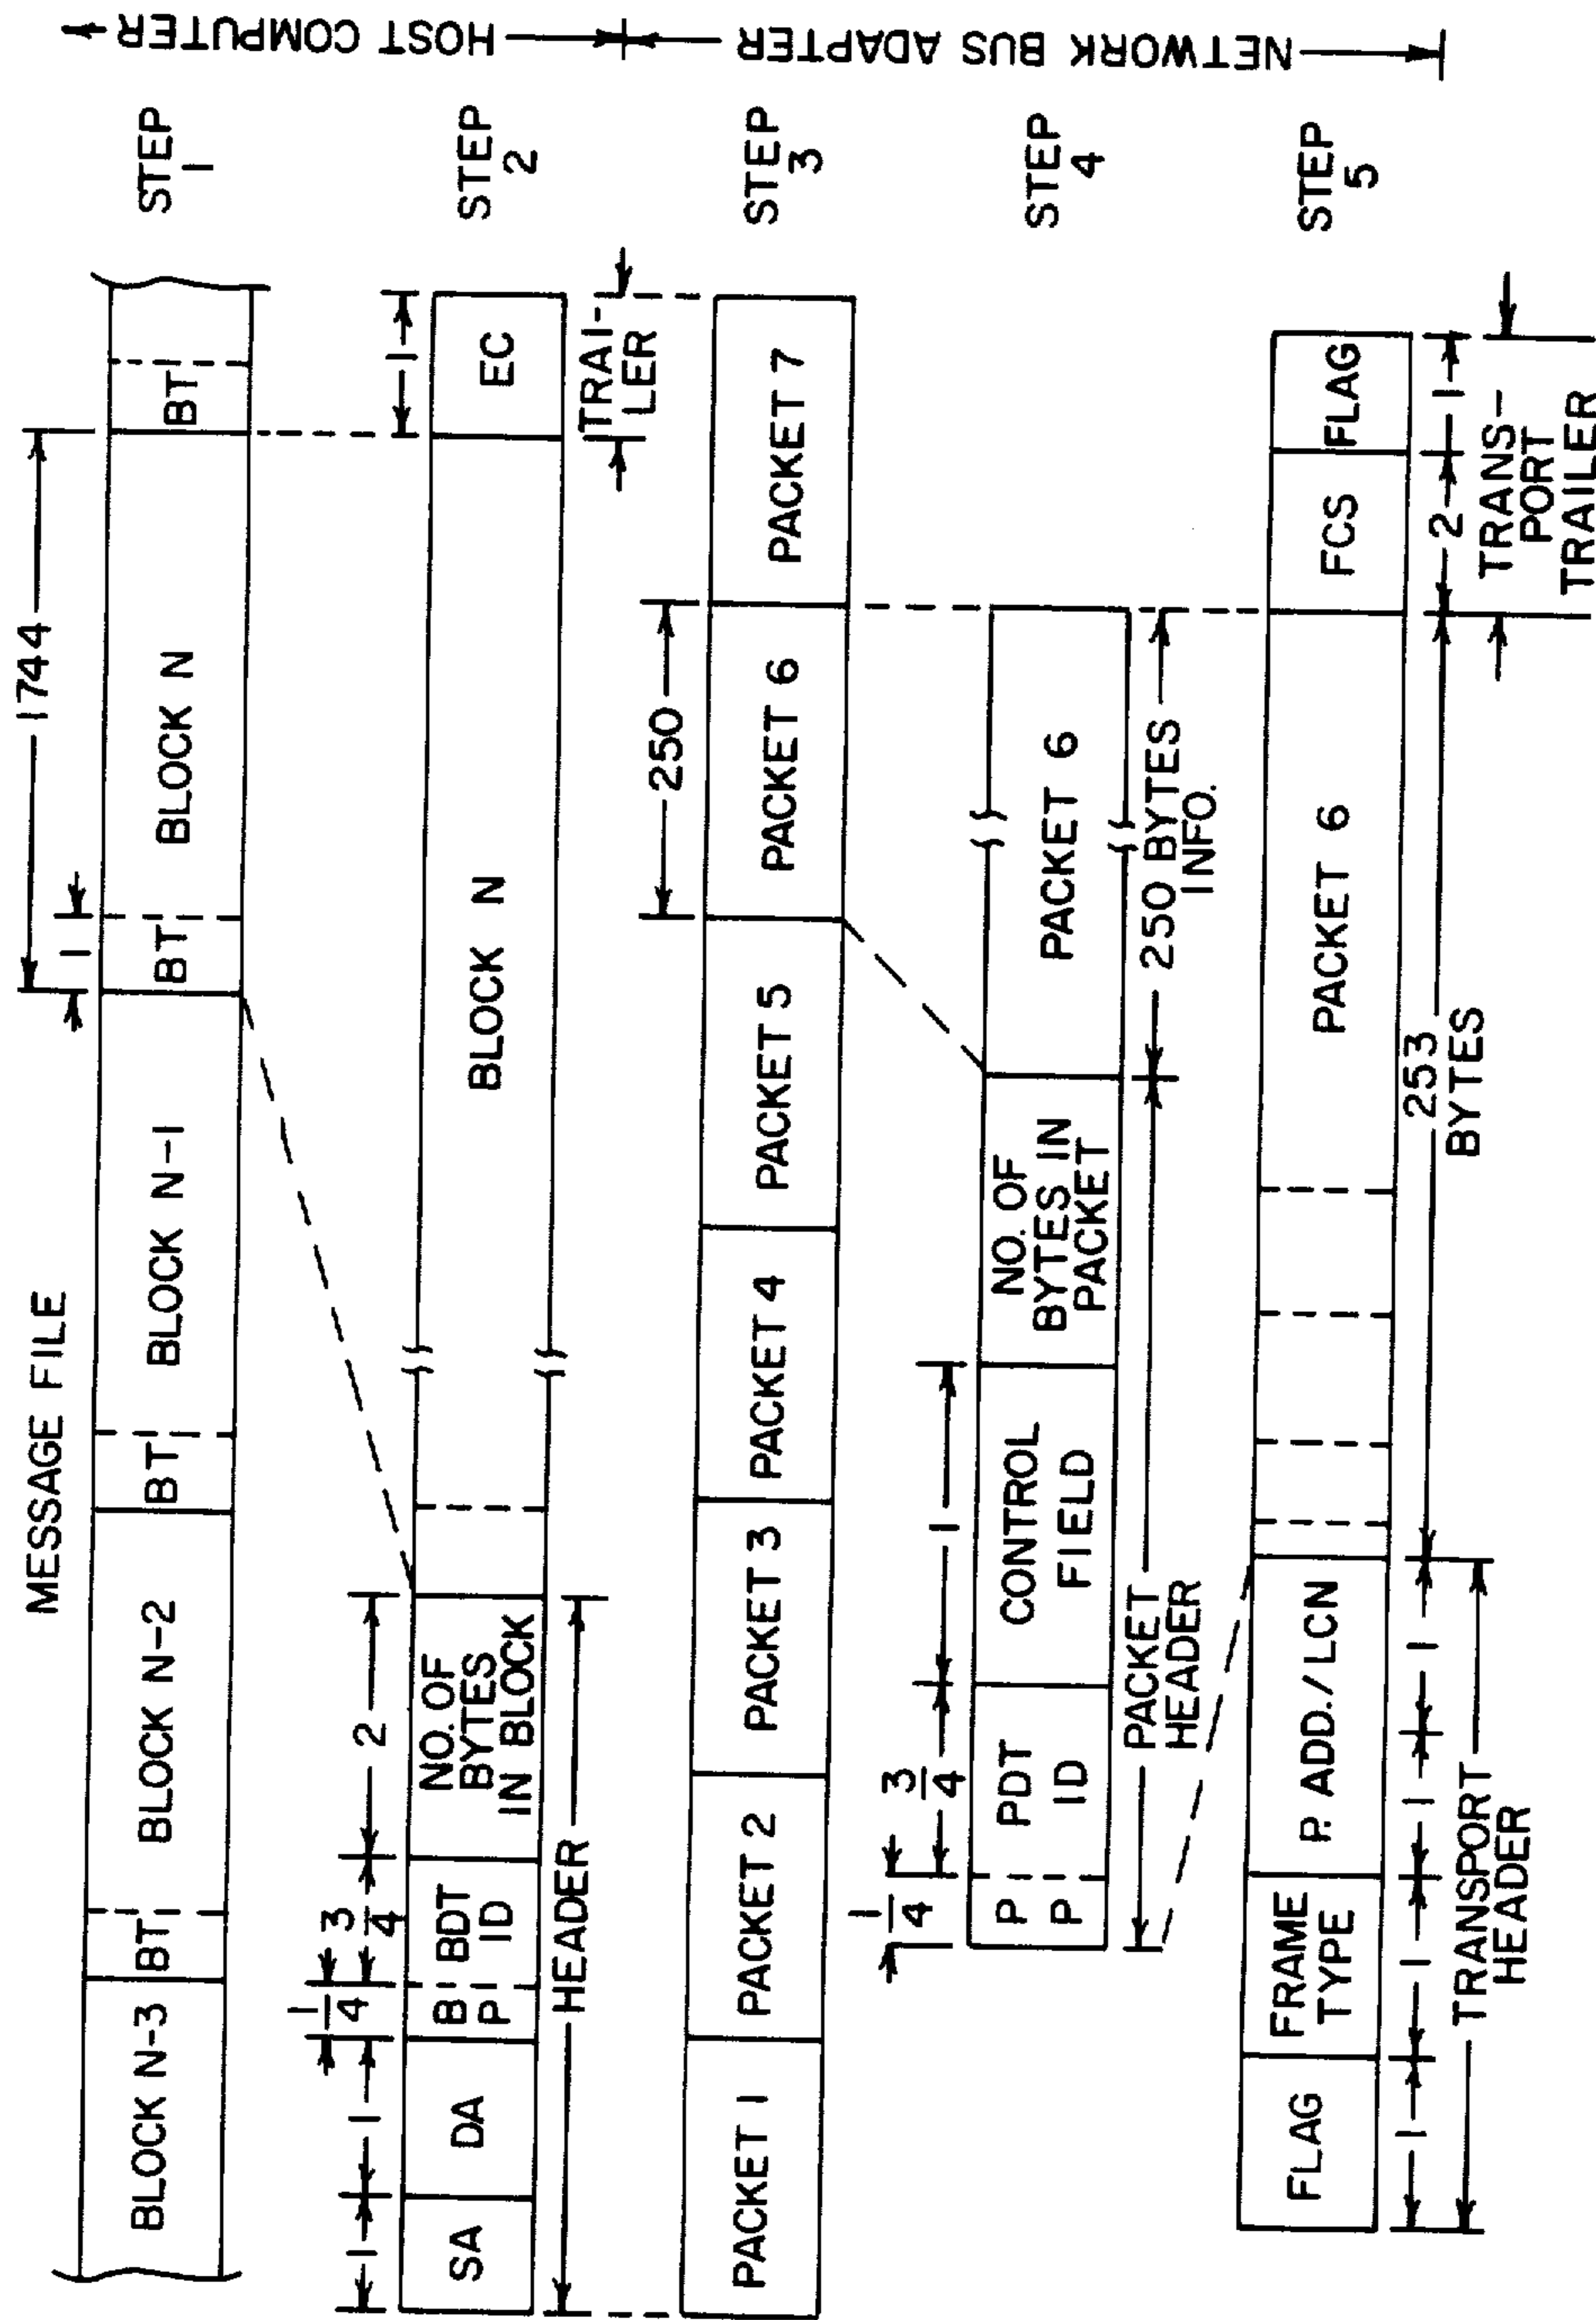 MESSAGE FILE
1744
1
BLOCK N-3
BT
BLOCK N-2
BT
BLOCK N-1
BT
BLOCK N
BT
STEP
1
HOST COMPUTER
1
1
1/4
3/4
2
1
SA
DA
B
P
BDT
ID
NO. OF
BYTES
IN BLOCK
BLOCK N
EC
STEP
2
HEADER
TRAI-
LER
250
PACKET 1
PACKET 2
PACKET 3
PACKET 4
PACKET 5
PACKET 6
PACKET 7
STEP
3
NETWORK BUS ADAPTER
1/4
3/4
1
P
P
PDT
ID
CONTROL
FIELD
NO. OF
BYTES IN
PACKET
PACKET 6
STEP
4
PACKET
HEADER
250 BYTES
INFO.
FLAG
FRAME
TYPE
P. ADD./LCN
PACKET 6
FCS
FLAG
STEP
5
1
1
1
1
253
BYTES
2
1
TRANSPORT
HEADER
TRANS-
PORT
TRAILER